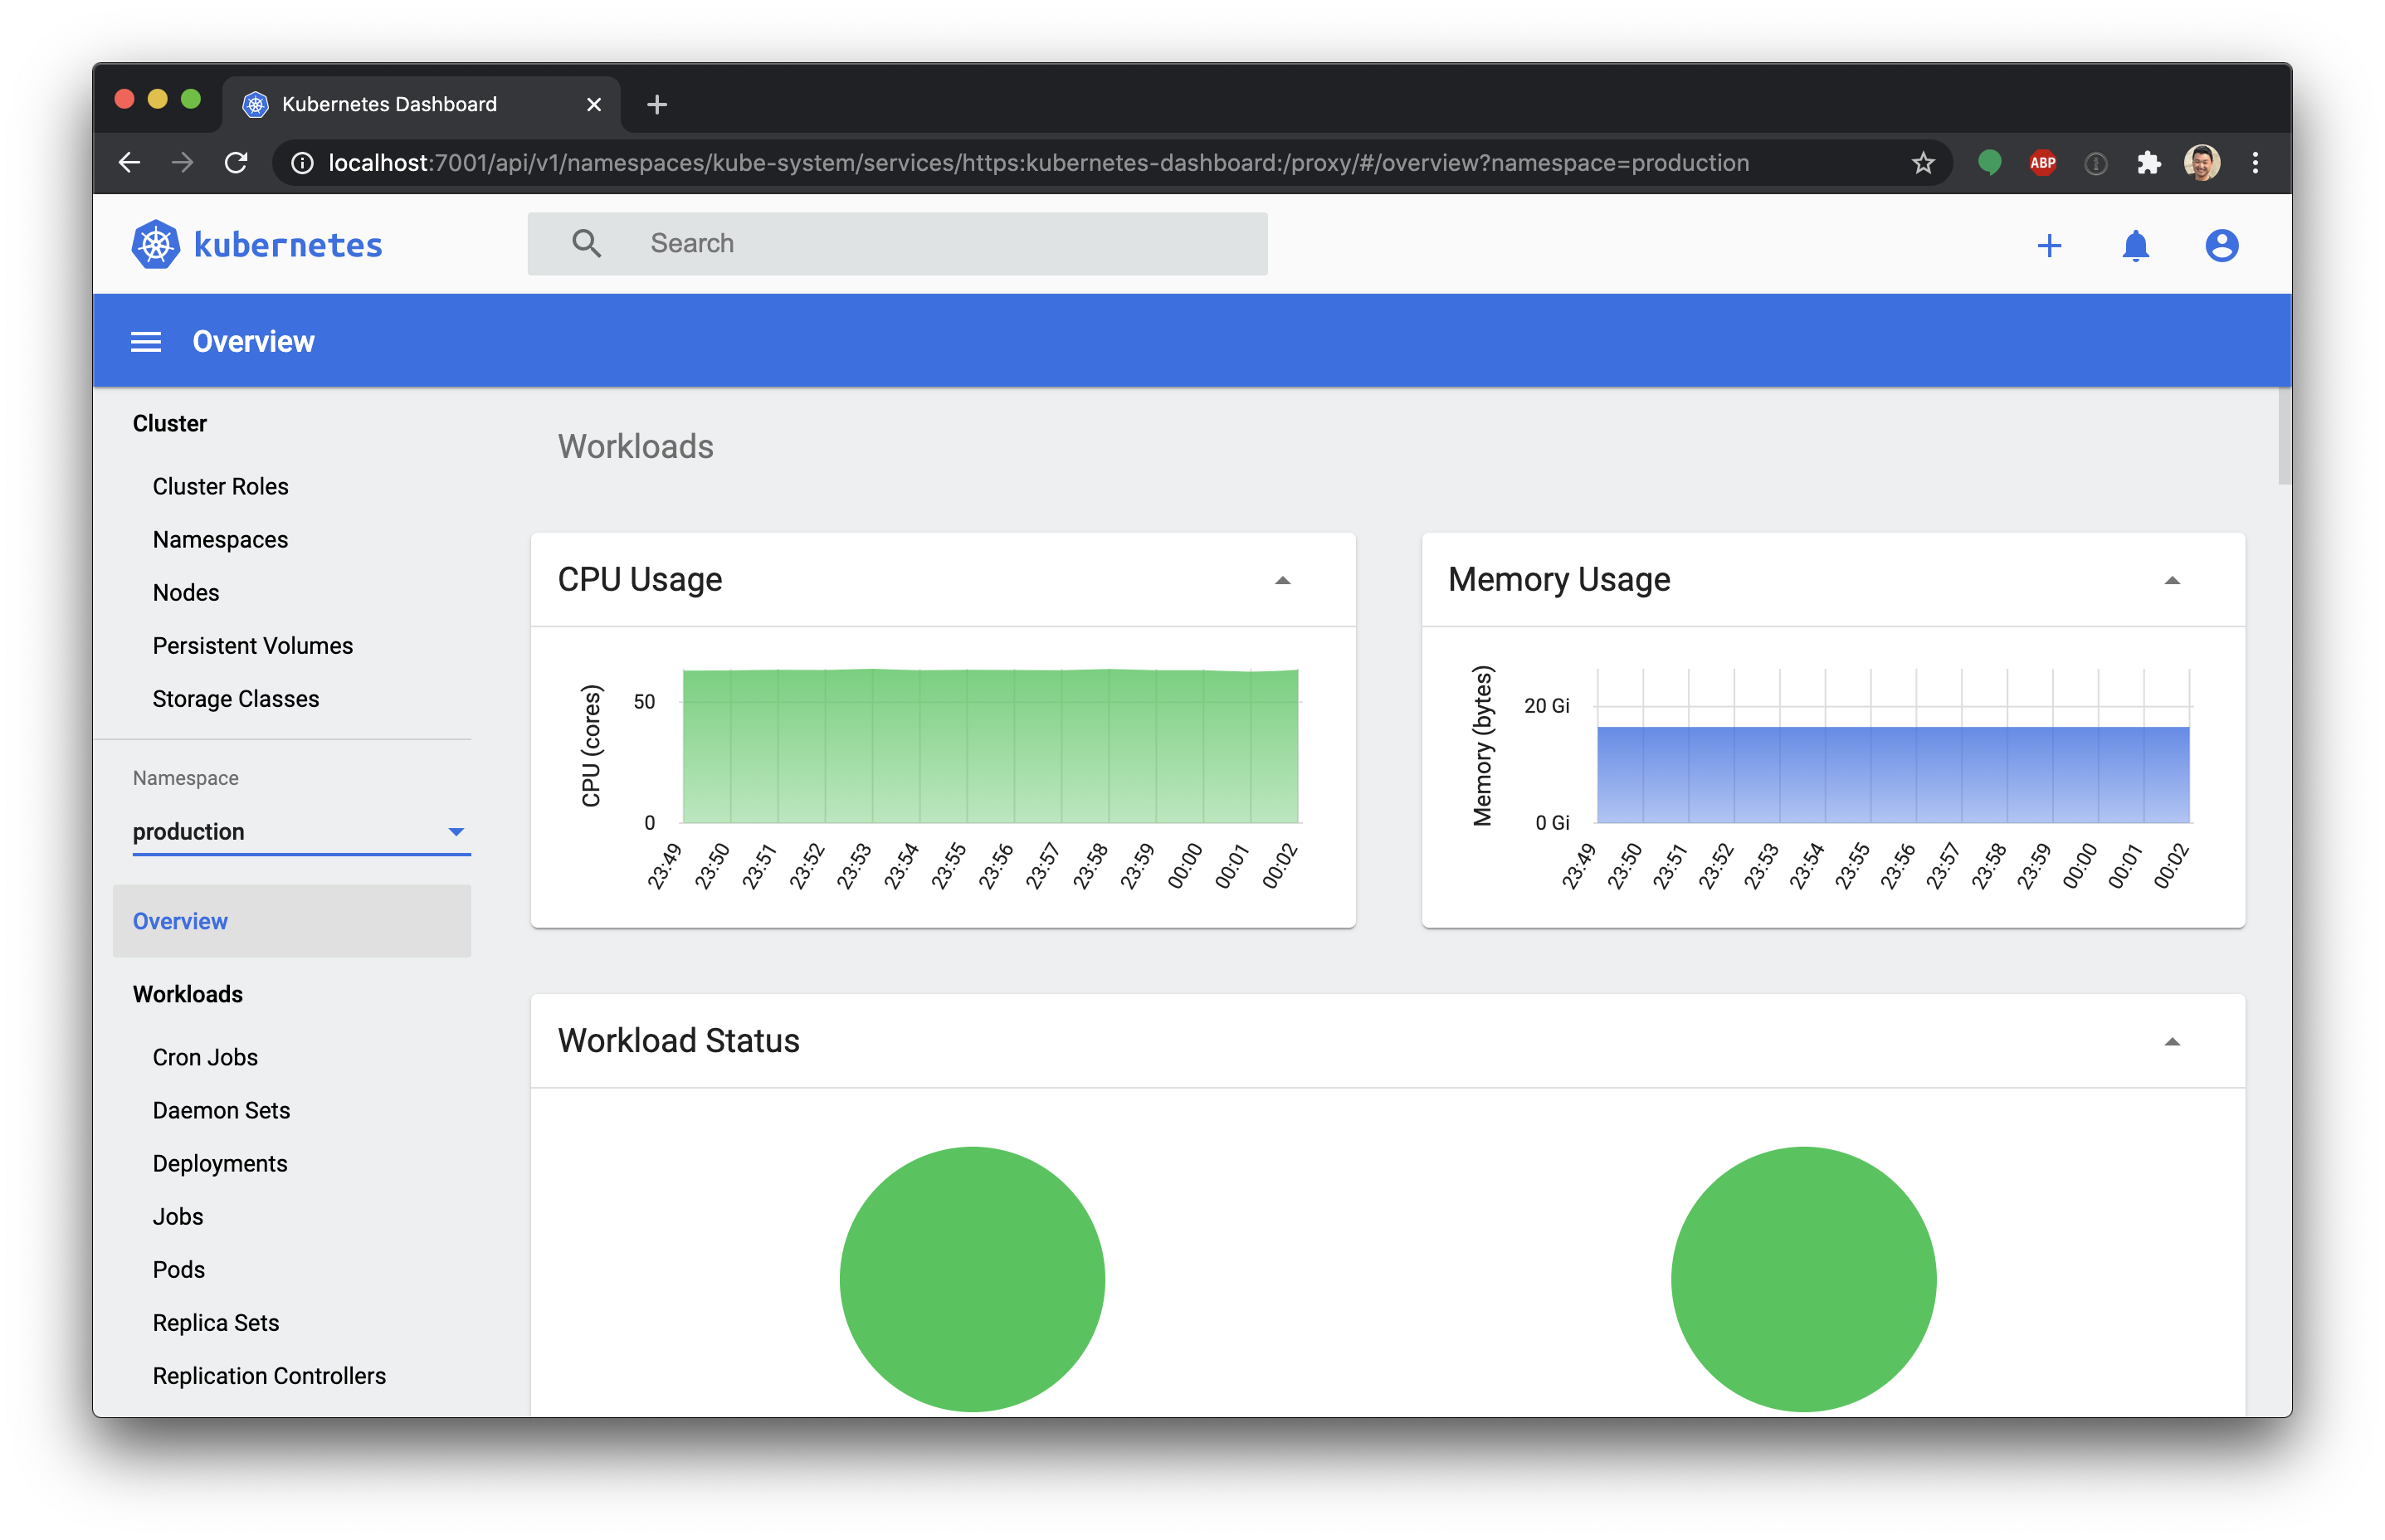 Kubernetes Dashboard
localhost:7001/api/v1/namespaces/kube-system/services/https:kubernetes-dashboard:/proxy/#/overview?namespace=production
ABP
kubernetes
Search
Overview
Cluster
Cluster Roles
Namespaces
Nodes
Persistent Volumes
Storage Classes
Namespace
production
Overview
Workloads
Cron Jobs
Daemon Sets
Deployments
Jobs
Pods
Replica Sets
Replication Controllers
Workloads
CPU Usage
CPU (cores)
50
0
23:49 23:50 23:51 23:52 23:53 23:54 23:55 23:56 23:57 23:58 23:59 00:00 00:01 00:02
Memory Usage
Memory (bytes)
20 Gi
0 Gi
23:49 23:50 23:51 23:52 23:53 23:54 23:55 23:56 23:57 23:58 23:59 00:00 00:01 00:02
Workload Status